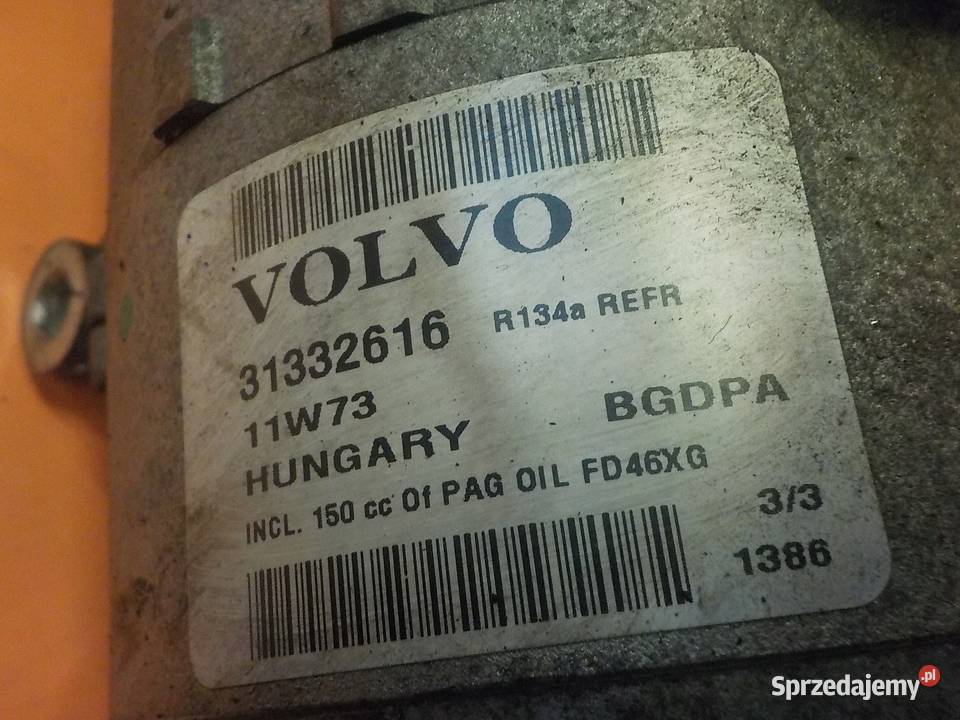 VOLVO
31332616 R134a REFR
11W73
HUNGARY BGDPA
INCL. 150 cc Of PAG OIL FD46XG
3/3
1386
Sprzedajemy.pl